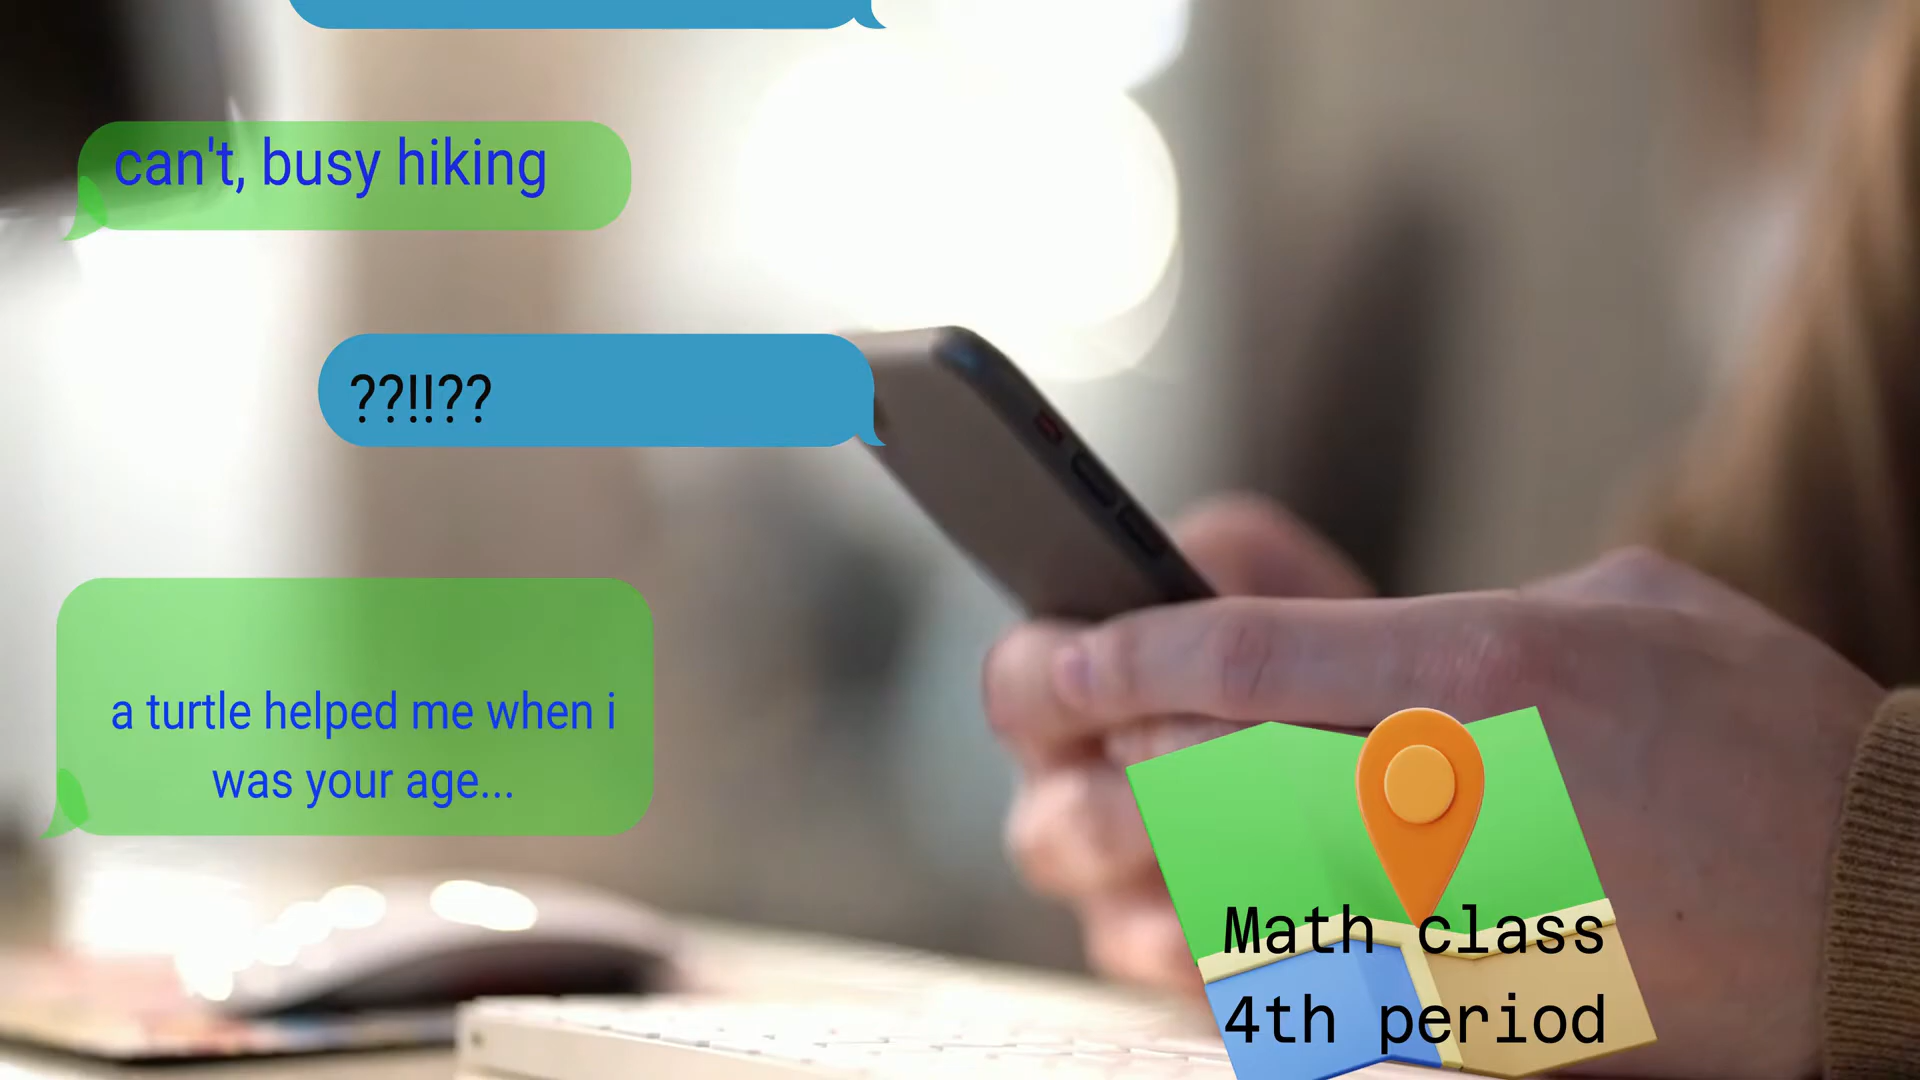 can't, busy hiking
??!!??
a turtle helped me when i
was your age...
Math class
4th period